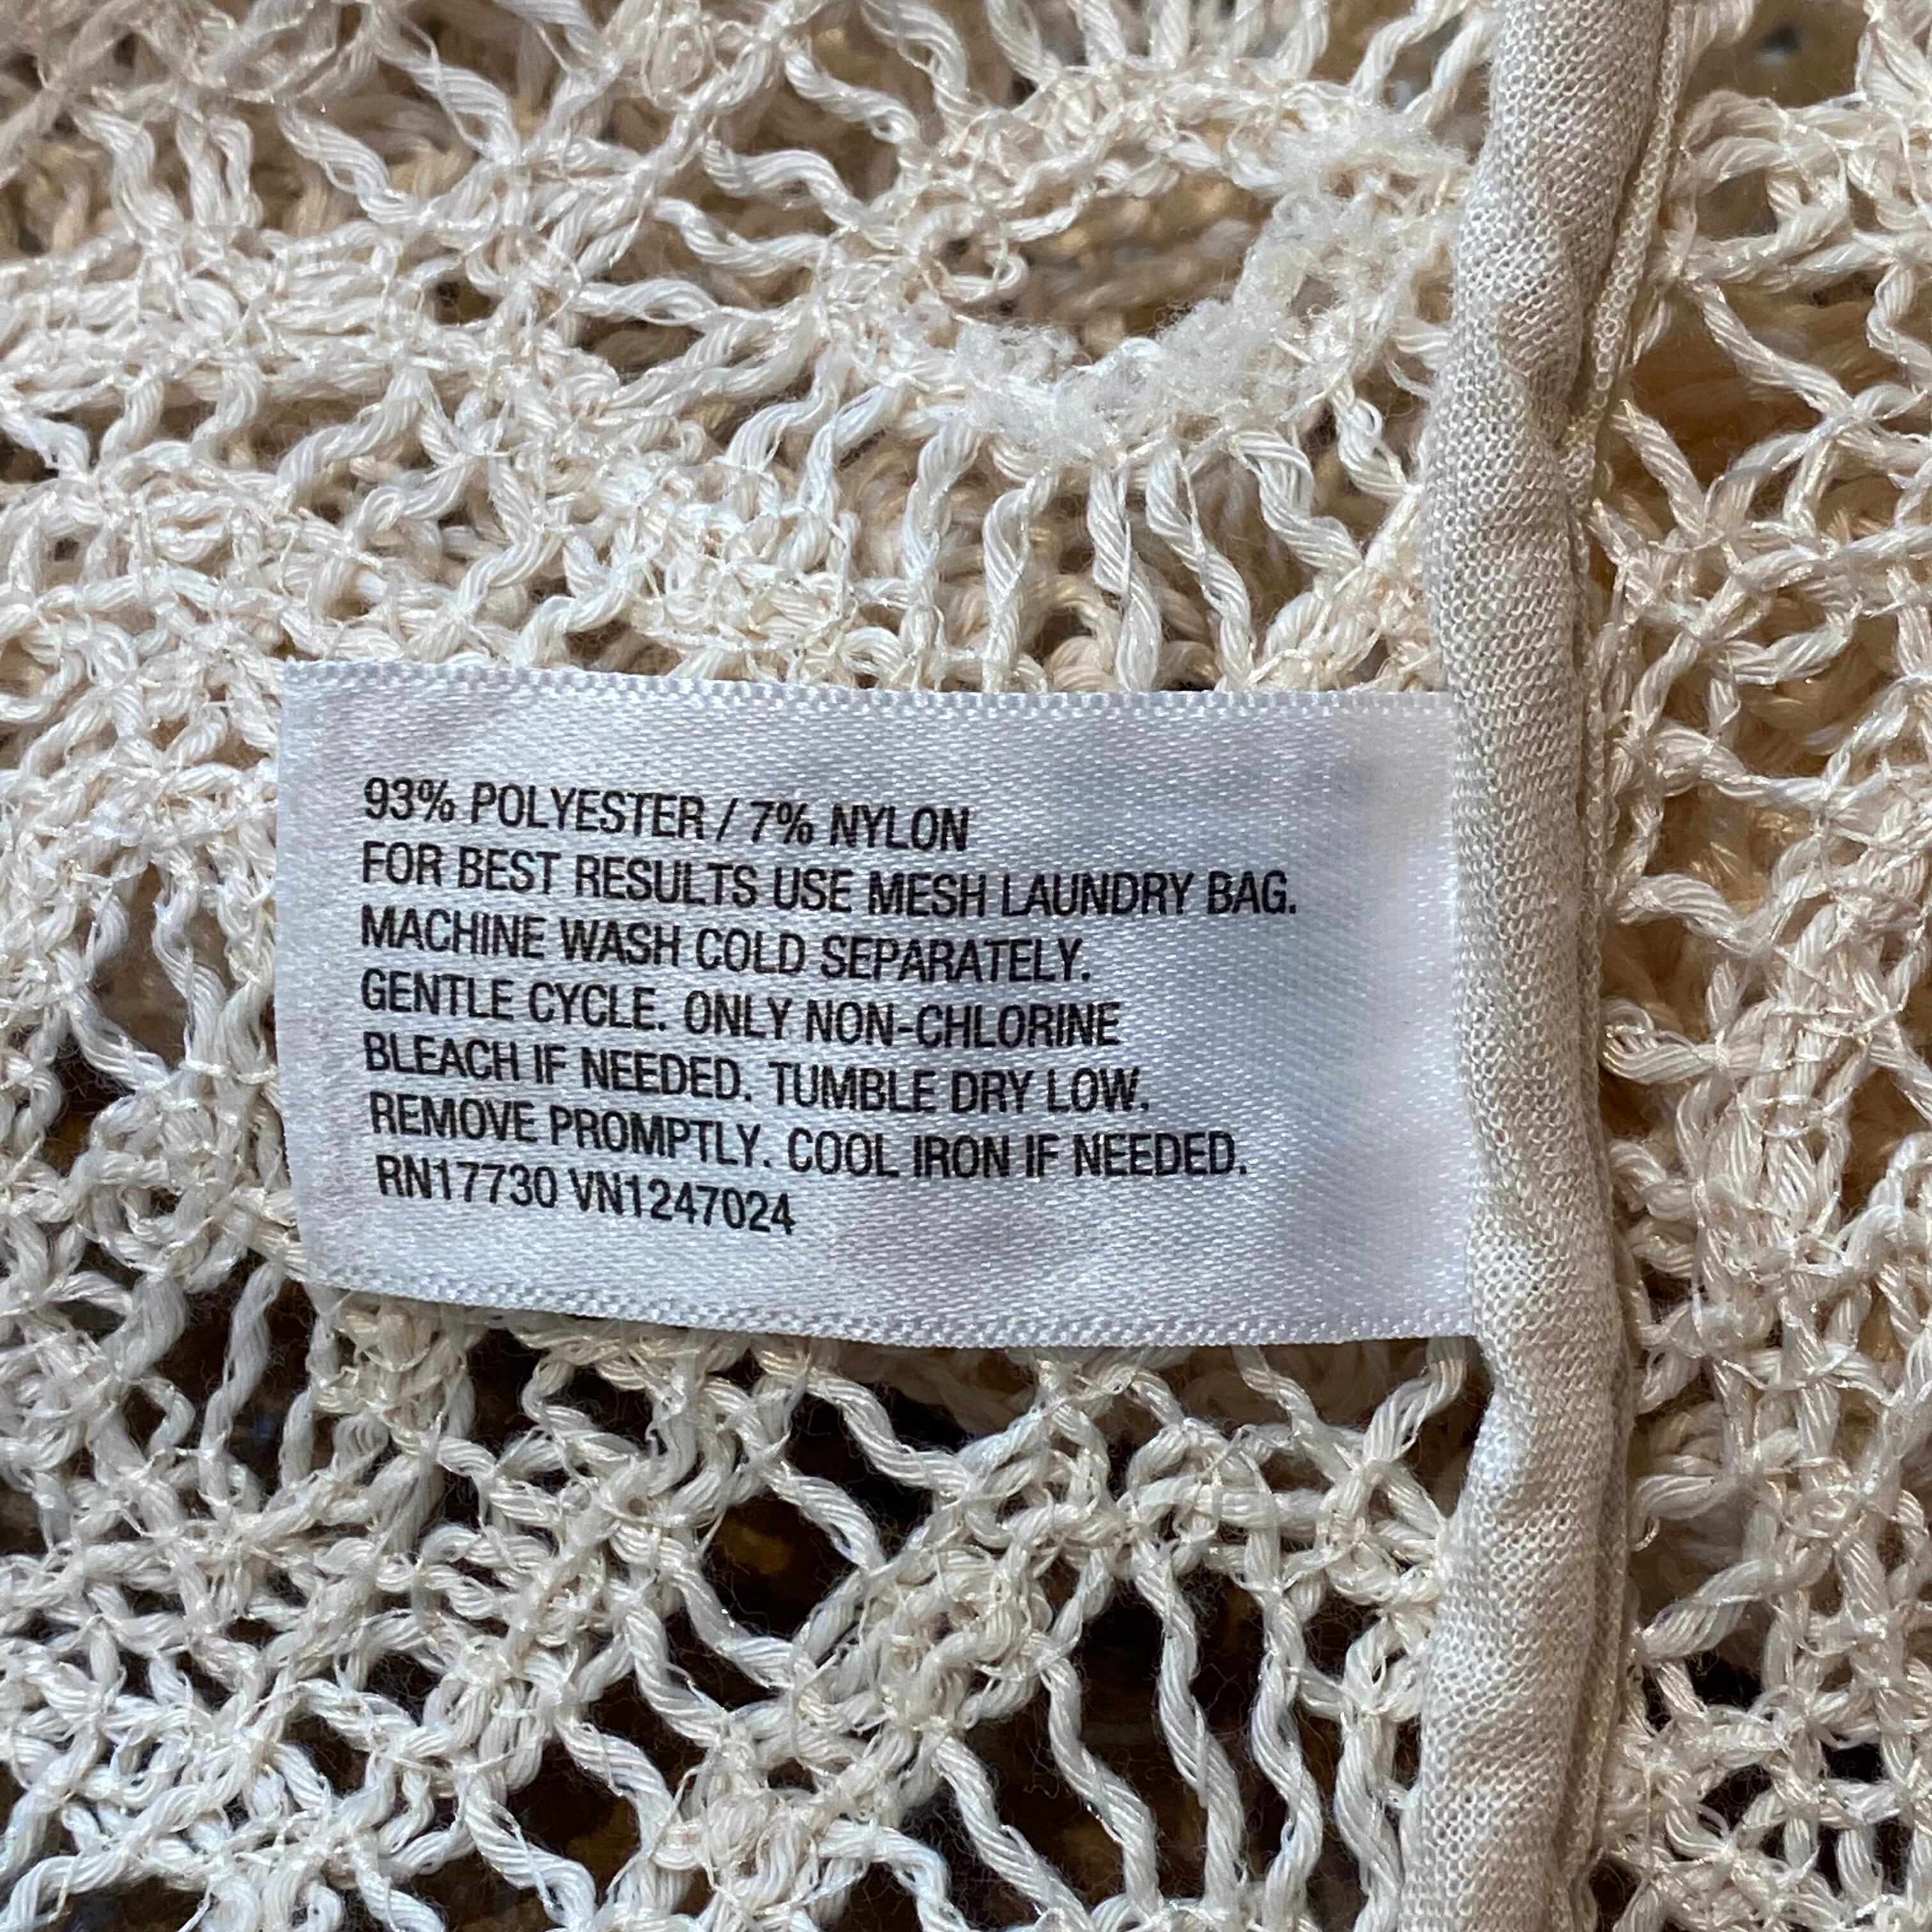 93% POLYESTER / 7% NYLON
FOR BEST RESULTS USE MESH LAUNDRY BAG.
MACHINE WASH COLD SEPARATELY.
GENTLE CYCLE. ONLY NON-CHLORINE
BLEACH IF NEEDED. TUMBLE DRY LOW.
REMOVE PROMPTLY. COOL IRON IF NEEDED.
RN17730 VN1247024